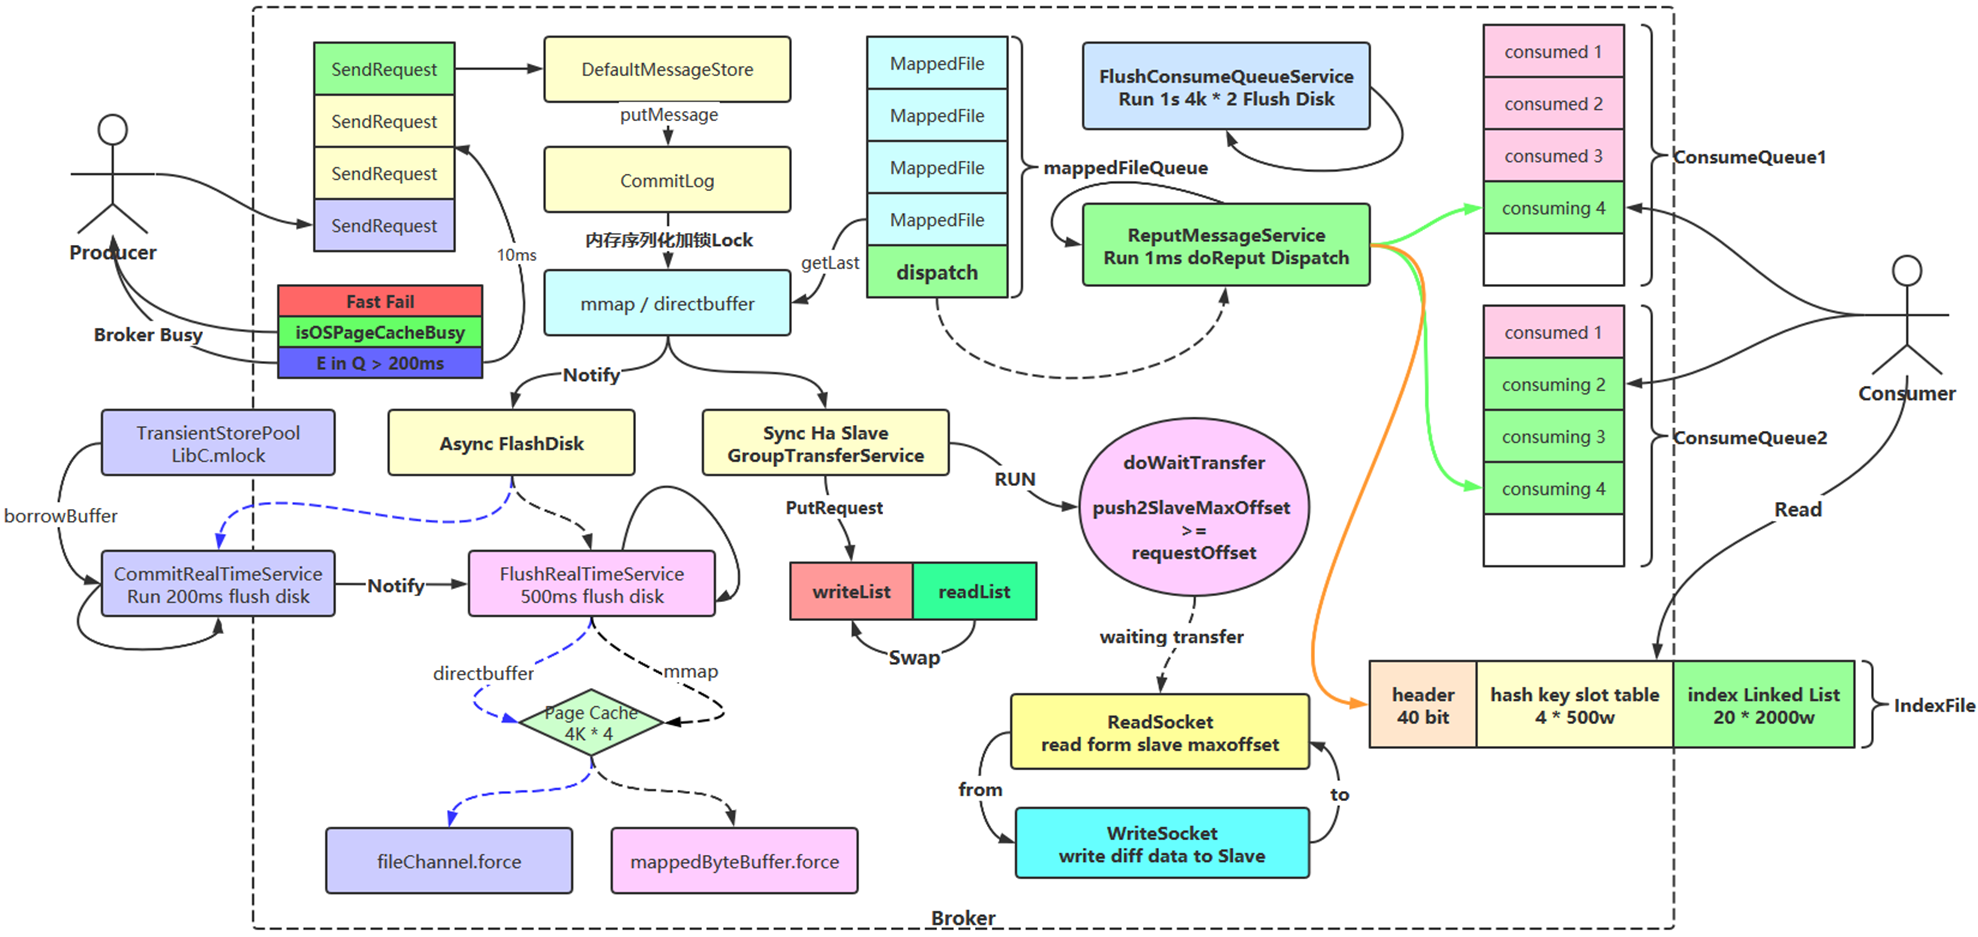 Producer
SendRequest
SendRequest
SendRequest
SendRequest
10ms
Fast Fail
isOSPageCacheBusy
E in Q > 200ms
Broker Busy
DefaultMessageStore
putMessage
CommitLog
内存序列化加锁Lock
mmap / directbuffer
getLast
MappedFile
MappedFile
MappedFile
MappedFile
dispatch
mappedFileQueue
FlushConsumeQueueService
Run 1s 4k * 2 Flush Disk
ReputMessageService
Run 1ms doReput Dispatch
consumed 1
consumed 2
consumed 3
consuming 4
ConsumeQueue1
consumed 1
consuming 2
consuming 3
consuming 4
ConsumeQueue2
Consumer
Read
Notify
TransientStorePool
LibC.mlock
borrowBuffer
Async FlashDisk
Sync Ha Slave
GroupTransferService
RUN
PutRequest
doWaitTransfer
push2SlaveMaxOffset
>=
requestOffset
CommitRealTimeService
Run 200ms flush disk
Notify
FlushRealTimeService
500ms flush disk
writeList
readList
Swap
waiting transfer
directbuffer
mmap
Page Cache
4K * 4
fileChannel.force
mappedByteBuffer.force
ReadSocket
read form slave maxoffset
from
to
WriteSocket
write diff data to Slave
header
40 bit
hash key slot table
4 * 500w
index Linked List
20 * 2000w
IndexFile
Broker